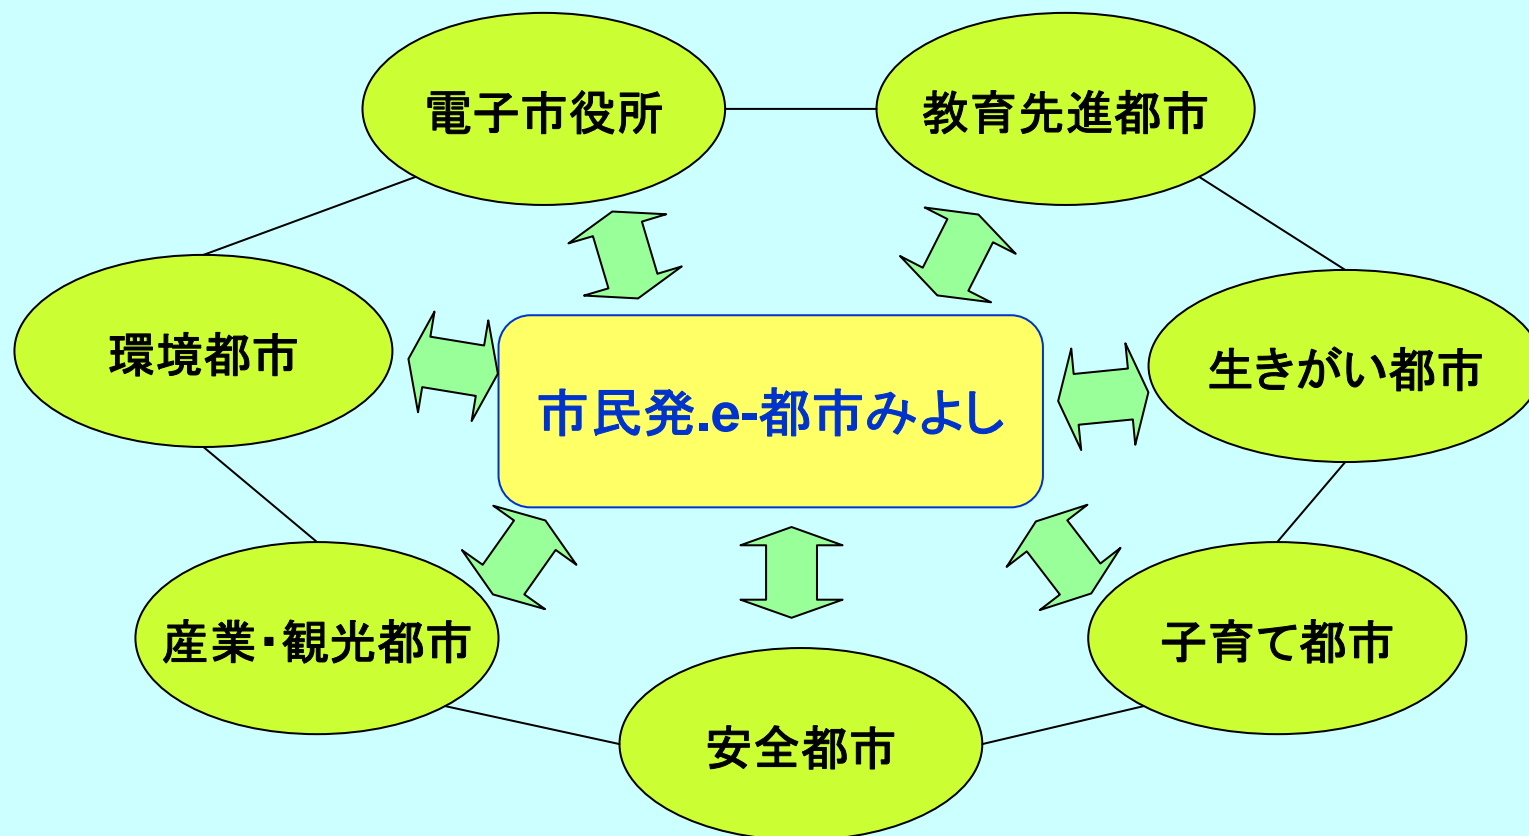 電子市役所
教育先進都市
環境都市
生きがい都市
市民発.e-都市みよし
産業・観光都市
子育て都市
安全都市